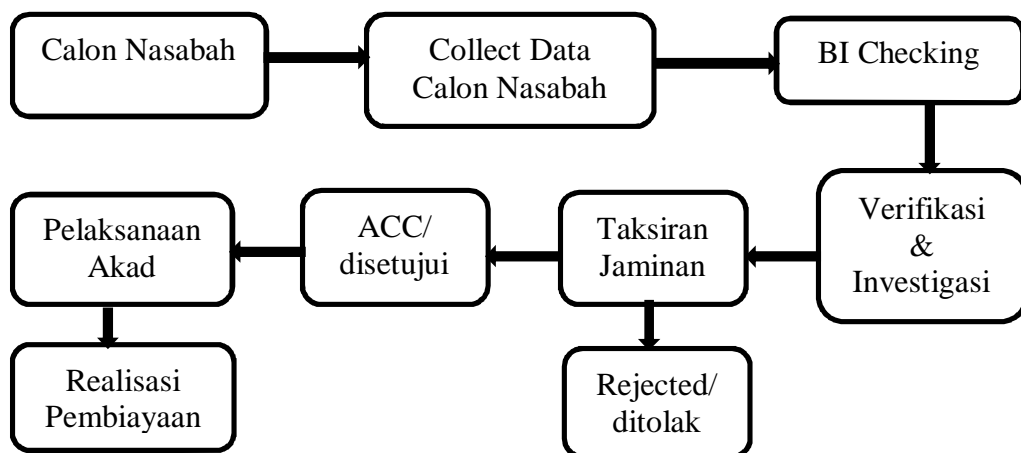 Calon Nasabah
Collect Data
Calon Nasabah
BI Checking
Verifikasi
&
Investigasi
Taksiran
Jaminan
ACC/
disetujui
Pelaksanaan
Akad
Realisasi
Pembiayaan
Rejected/
ditolak